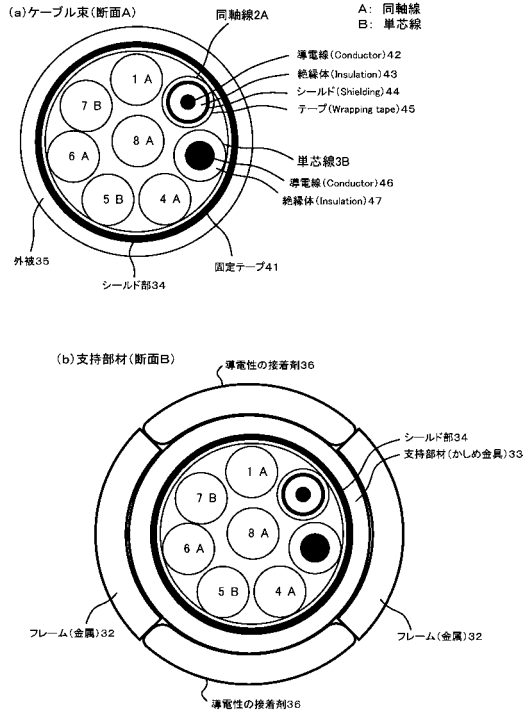 (a)ケーブル束(断面A)
A: 同軸線
B: 単芯線
同軸線2A
導電線(Conductor)42
絶縁体(Insulation)43
シールド(Shielding)44
テープ(Wrapping tape)45
1 A
7 B
8 A
6 A
5 B
4 A
単芯線3B
導電線(Conductor)46
絶縁体(Insulation)47
外被35
シールド部34
固定テープ41
(b)支持部材(断面B)
導電性の接着剤36
シールド部34
支持部材(かしめ金具)33
1 A
7 B
8 A
6 A
5 B
4 A
フレーム(金属)32
フレーム(金属)32
導電性の接着剤36